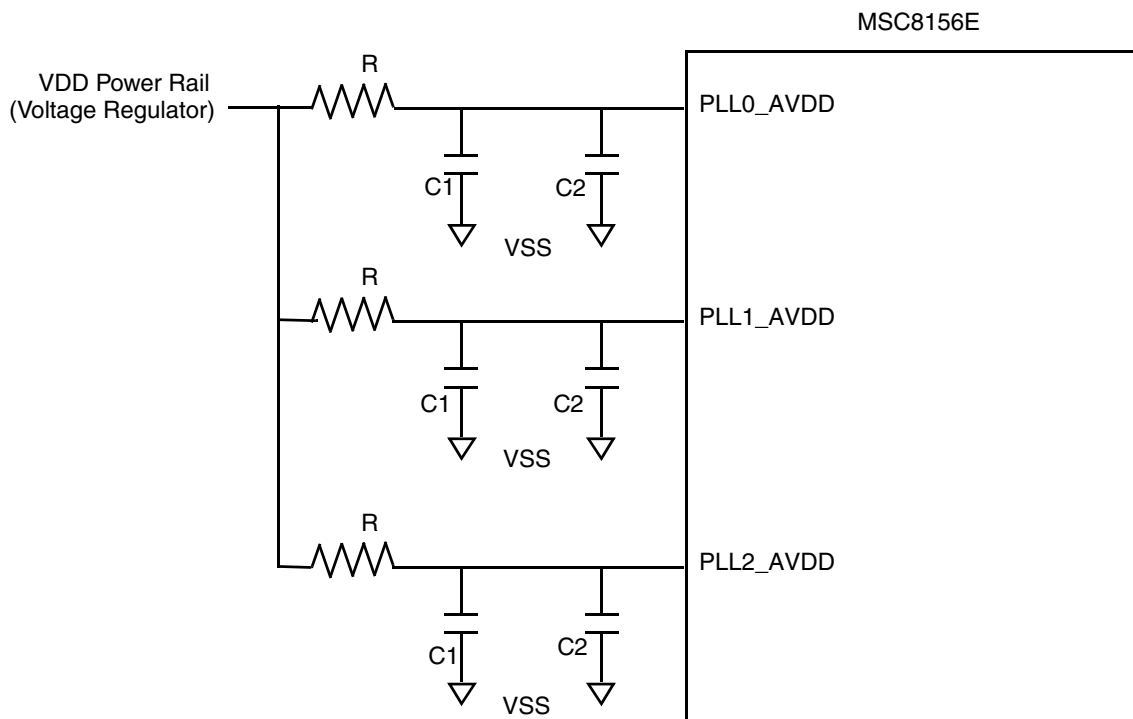 MSC8156E
VDD Power Rail
(Voltage Regulator)
R
PLL0_AVDD
C1
C2
VSS
R
PLL1_AVDD
C1
C2
VSS
R
PLL2_AVDD
C1
C2
VSS